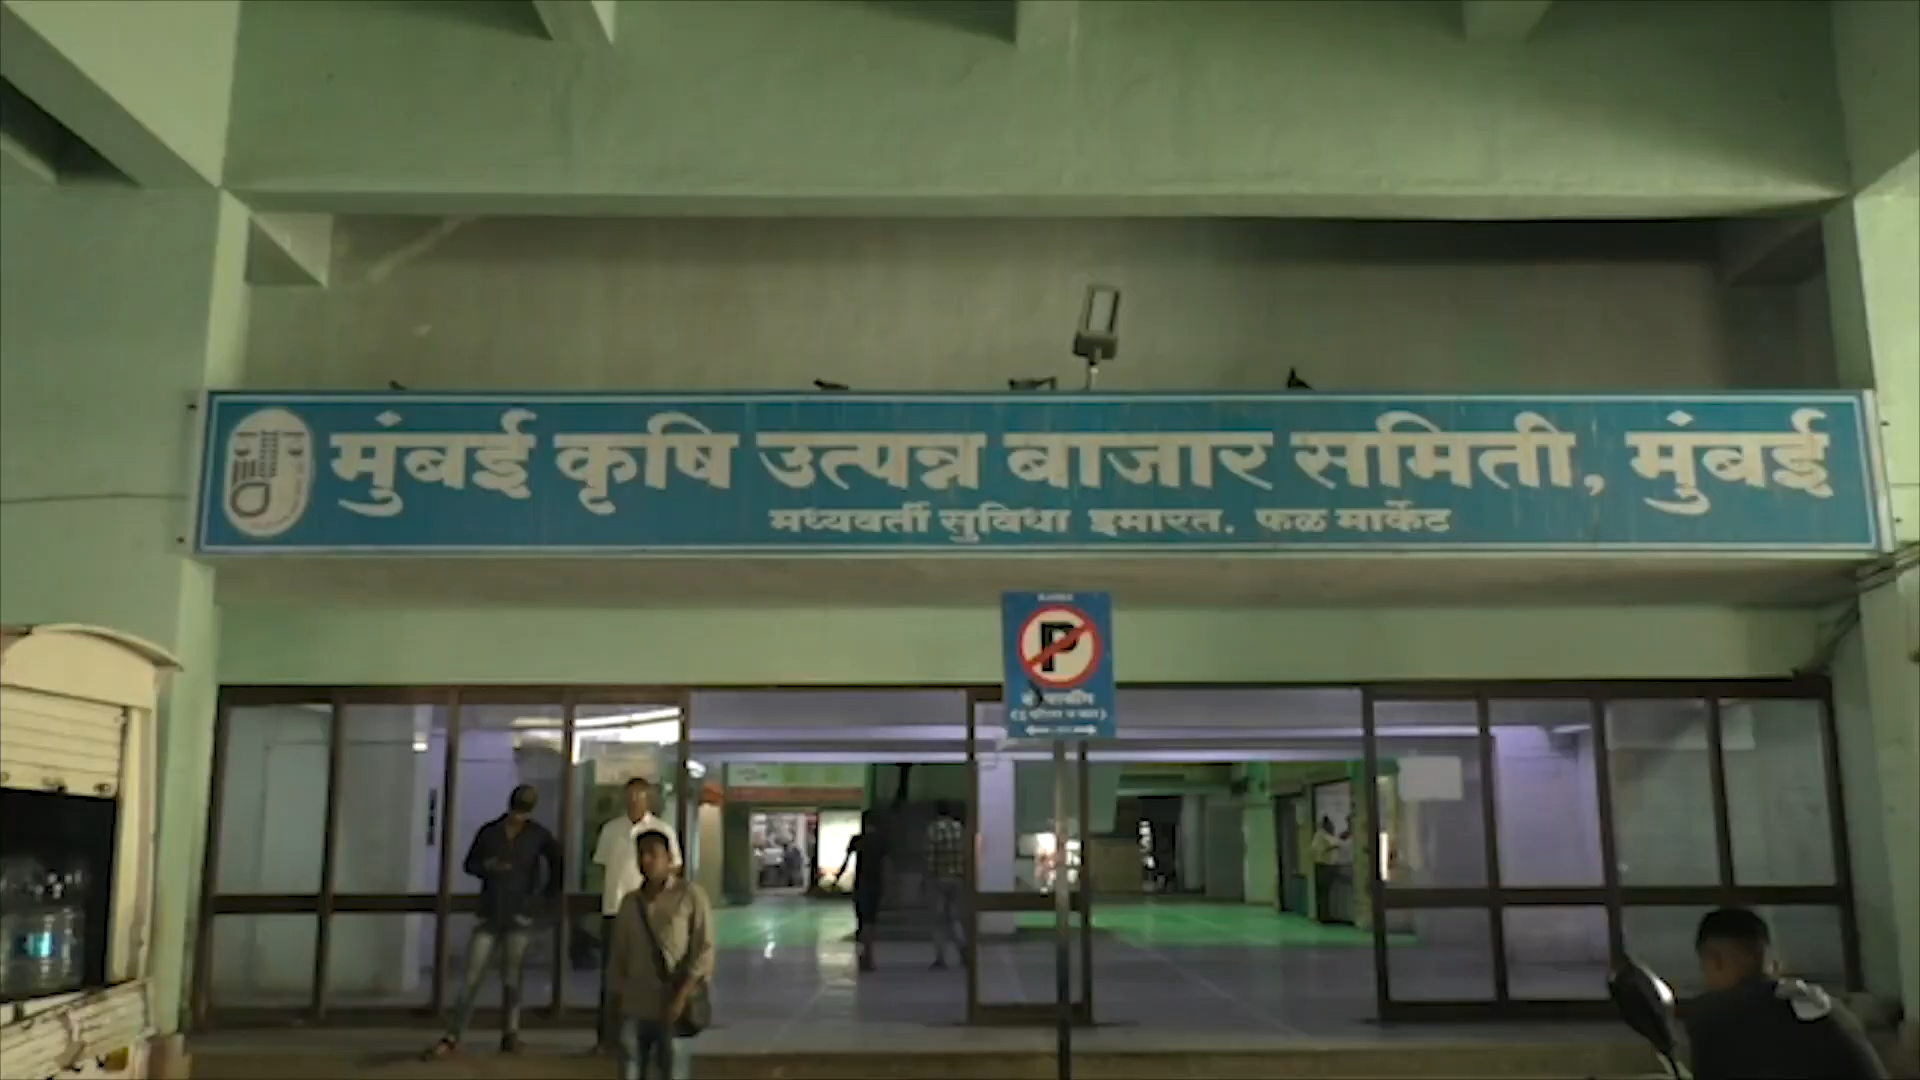 मुंबई कृषि उत्पन्न बाजार समिती, मुंबई
मध्यवर्ती सुविधा इमारत. फळ मार्केट
P